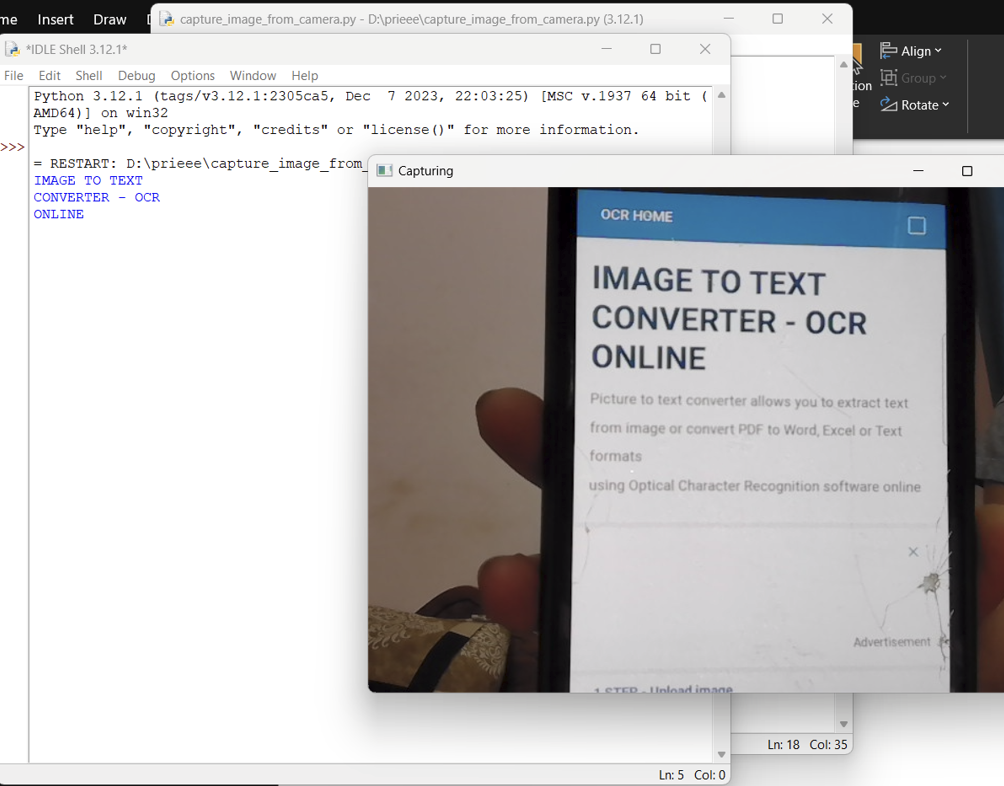 me Insert Draw
capture_image_from_camera.py - D:\prieee\capture_image_from_camera.py (3.12.1)
*IDLE Shell 3.12.1*
File Edit Shell Debug Options Window Help
Align
Group
Rotate
Python 3.12.1 (tags/v3.12.1:2305ca5, Dec  7 2023, 22:03:25) [MSC v.1937 64 bit (
AMD64)] on win32
Type "help", "copyright", "credits" or "license()" for more information.
>>>
= RESTART: D:\prieee\capture_image_from_
IMAGE TO TEXT
CONVERTER - OCR
ONLINE
Capturing
OCR HOME
IMAGE TO TEXT
CONVERTER - OCR
ONLINE
Picture to text converter allows you to extract text
from image or convert PDF to Word, Excel or Text
formats
using Optical Character Recognition software online
Advertisement
1 STEP - Upload image
Ln: 18 Col: 35
Ln: 5 Col: 0